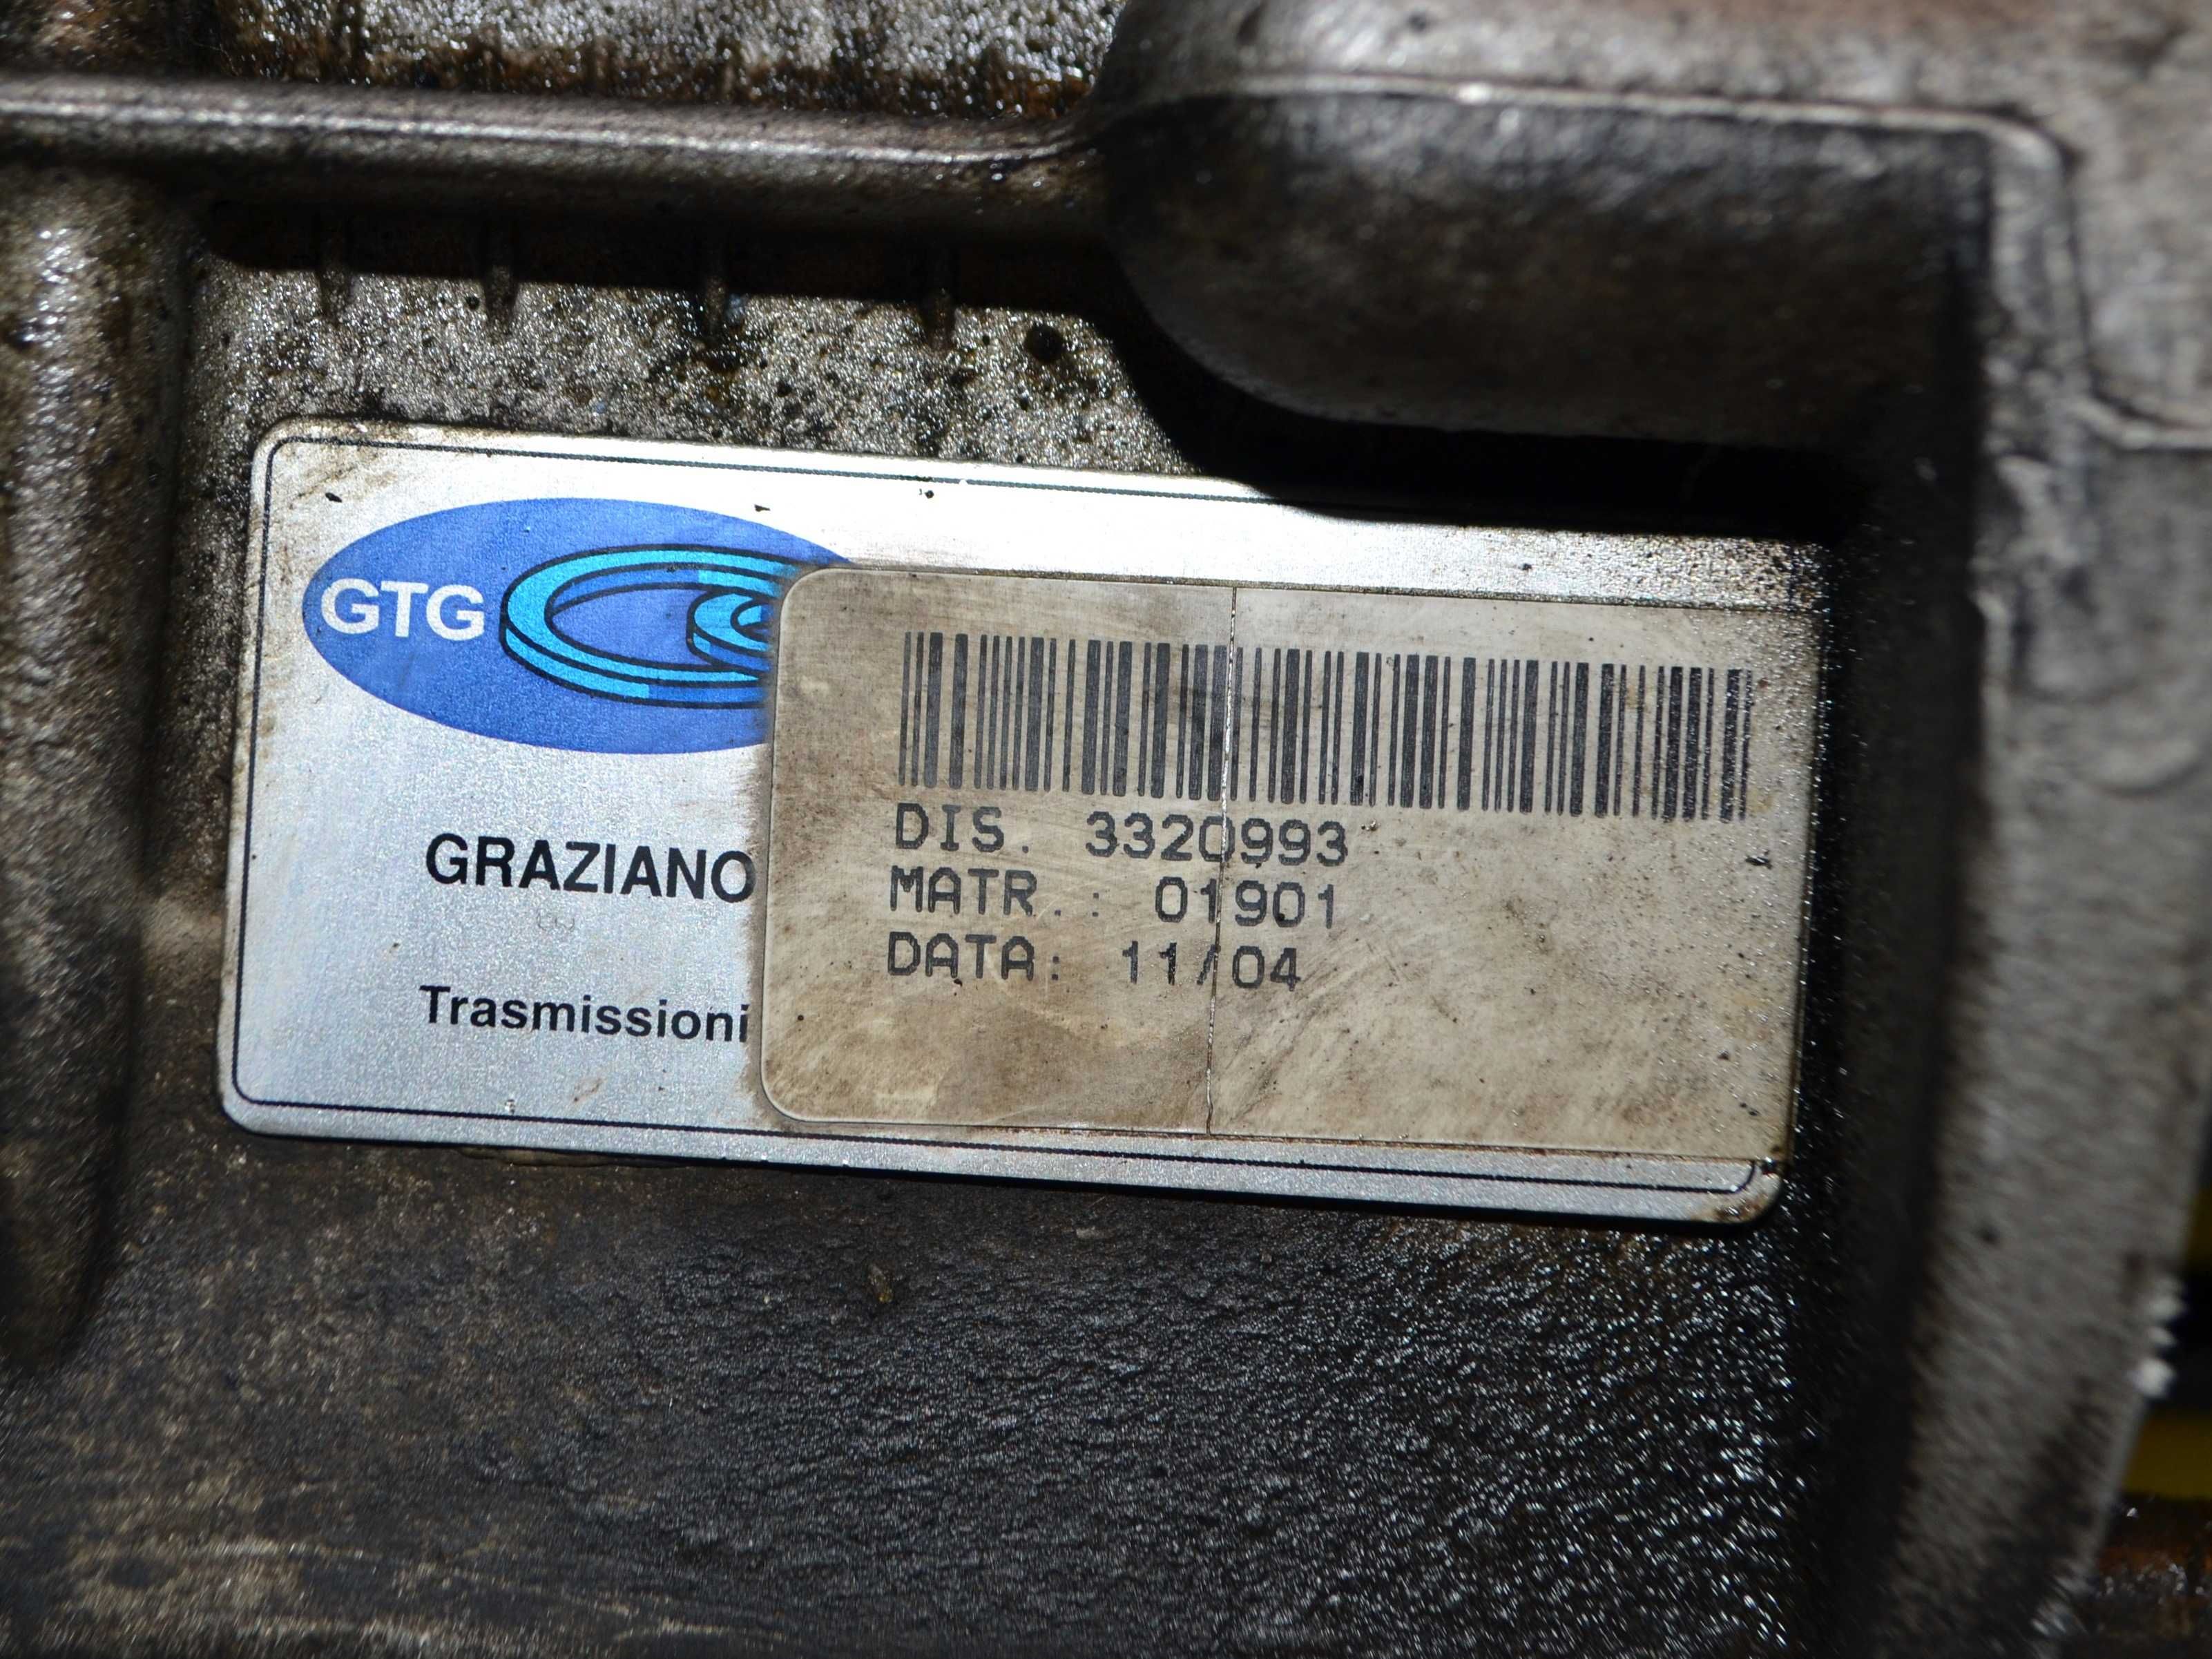 GTG
GRAZIANO
Trasmissioni
DIS. 3320993
MATR.: 01901
DATA: 11/04